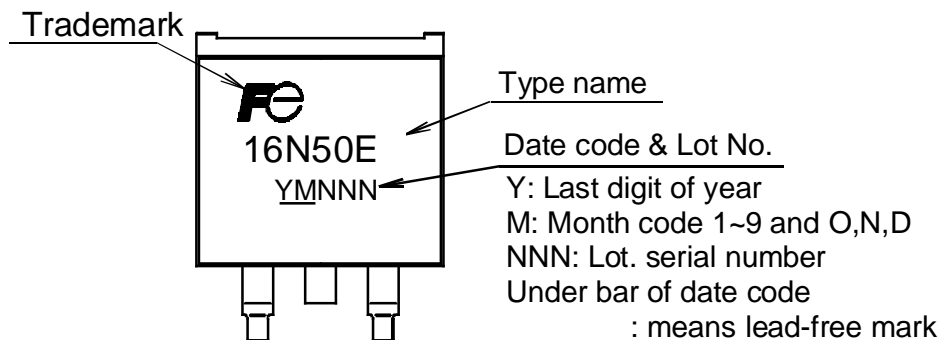 Trademark
Fe
Type name
16N50E
Date code & Lot No.
YMNNN
Y: Last digit of year
M: Month code 1~9 and O,N,D
NNN: Lot. serial number
Under bar of date code
: means lead-free mark